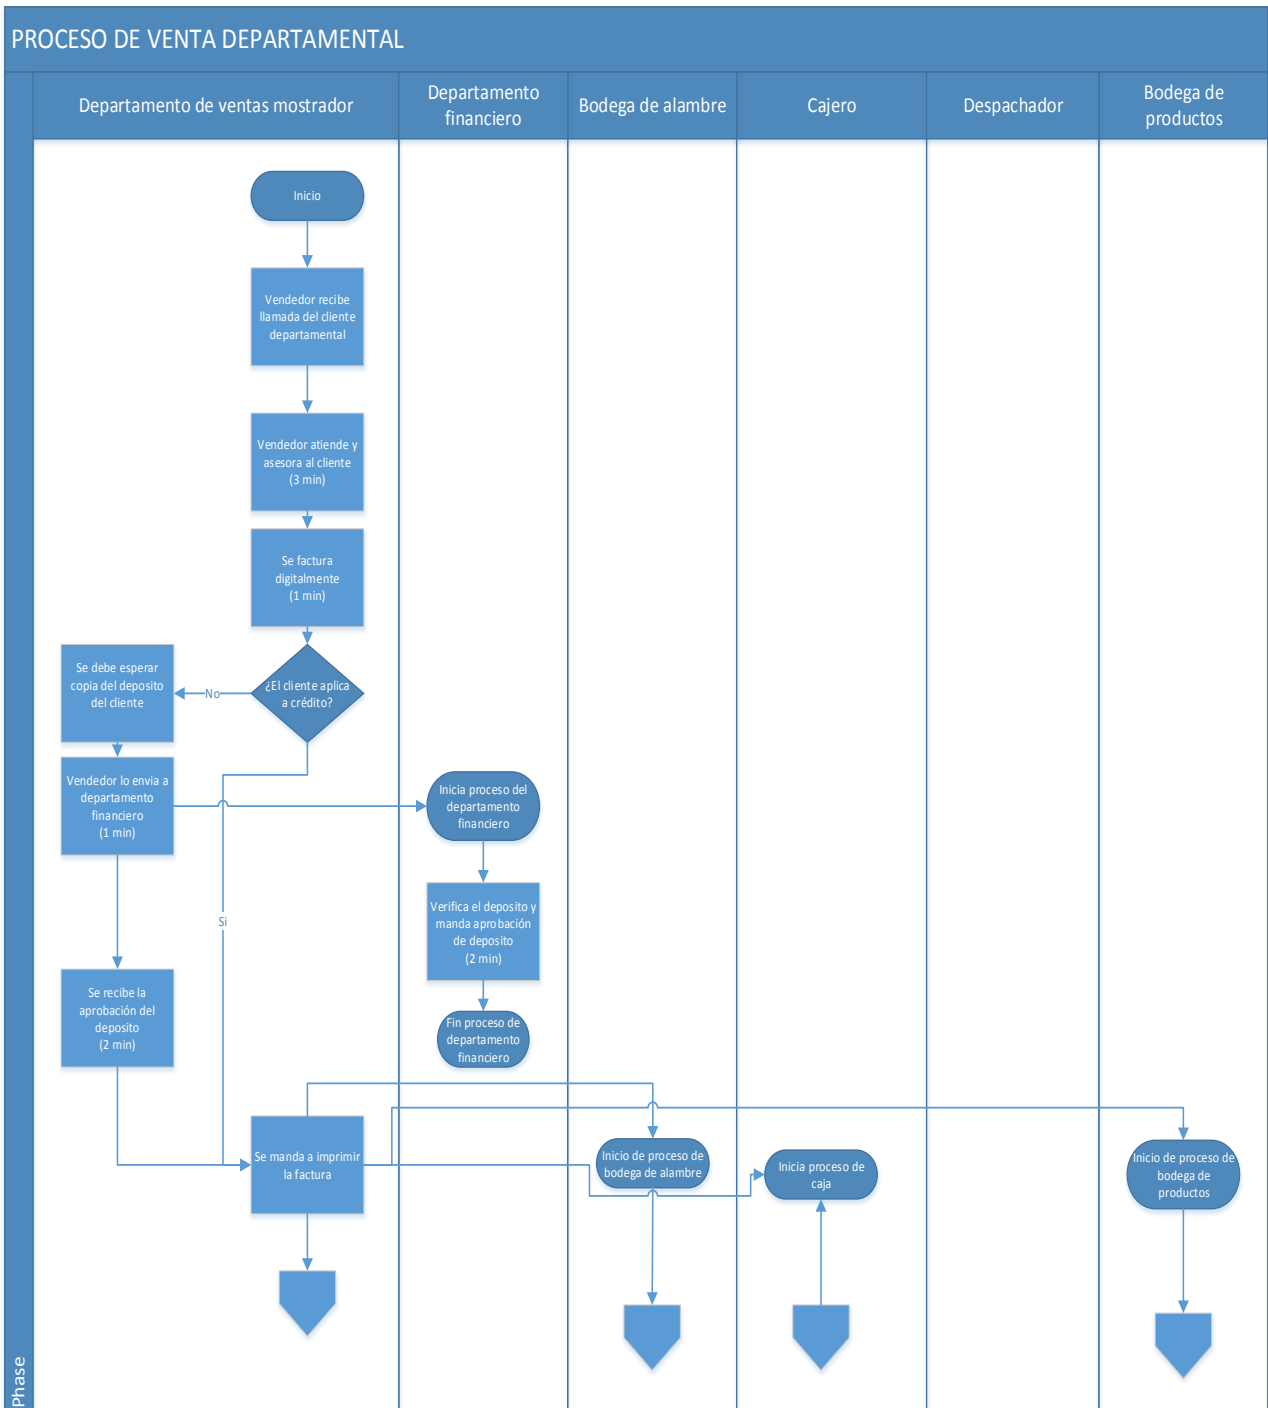 PROCESO DE VENTA DEPARTAMENTAL
Departamento de ventas mostrador
Departamento
financiero
Bodega de alambre
Cajero
Despachador
Bodega de
productos
Inicio
Vendedor recibe
llamada del cliente
departamental
Vendedor atiende y
asesora al cliente
(3 min)
Se factura
digitalmente
(1 min)
¿El cliente aplica
a crédito?
No
Se debe esperar
copia del deposito
del cliente
Vendedor lo envia a
departamento
financiero
(1 min)
Inicia proceso del
departamento
financiero
Verifica el deposito y
manda aprobación
de deposito
(2 min)
Si
Se recibe la
aprobación del
deposito
(2 min)
Fin proceso de
departamento
financiero
Se manda a imprimir
la factura
Inicio de proceso de
bodega de alambre
Inicia proceso de
caja
Inicio de proceso de
bodega de
productos
Phase